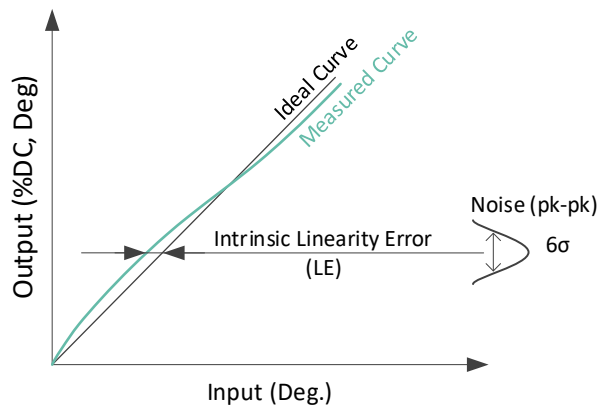 Output (%DC, Deg)
Ideal Curve
Measured Curve
Noise (pk-pk)
6σ
Intrinsic Linearity Error
(LE)
Input (Deg.)